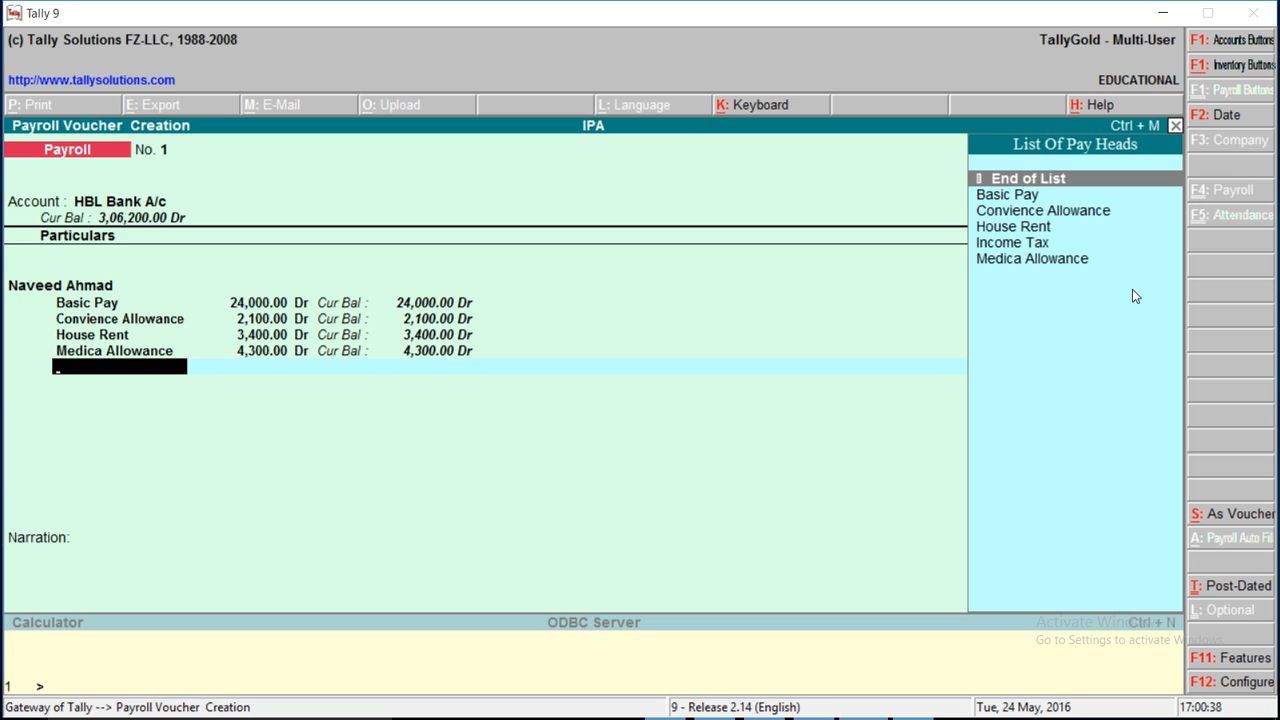 Tally 9
(c) Tally Solutions FZ-LLC, 1988-2008
TallyGold - Multi-User
http://www.tallysolutions.com
EDUCATIONAL
P: Print
E: Export
M: E-Mail
O: Upload
L: Language
K: Keyboard
H: Help
Payroll Voucher Creation
IPA
Ctrl + M
Payroll No. 1
Account : HBL Bank A/c
Cur Bal : 3,06,200.00 Dr
Particulars
Naveed Ahmad
Basic Pay 24,000.00 Dr Cur Bal : 24,000.00 Dr
Convience Allowance 2,100.00 Dr Cur Bal : 2,100.00 Dr
House Rent 3,400.00 Dr Cur Bal : 3,400.00 Dr
Medica Allowance 4,300.00 Dr Cur Bal : 4,300.00 Dr
Narration:
List Of Pay Heads
End of List
Basic Pay
Convience Allowance
House Rent
Income Tax
Medica Allowance
F1: Accounts Buttons
F1: Inventory Buttons
F1: Payroll Buttons
F2: Date
F3: Company
F4: Payroll
F5: Attendance
S: As Voucher
A: Payroll Auto Fil
T: Post-Dated
L: Optional
F11: Features
F12: Configure
Calculator
ODBC Server
Ctrl + N
Activate Windows
Go to Settings to activate Windows.
1 >
Gateway of Tally --> Payroll Voucher Creation
9 - Release 2.14 (English)
Tue, 24 May, 2016
17:00:38